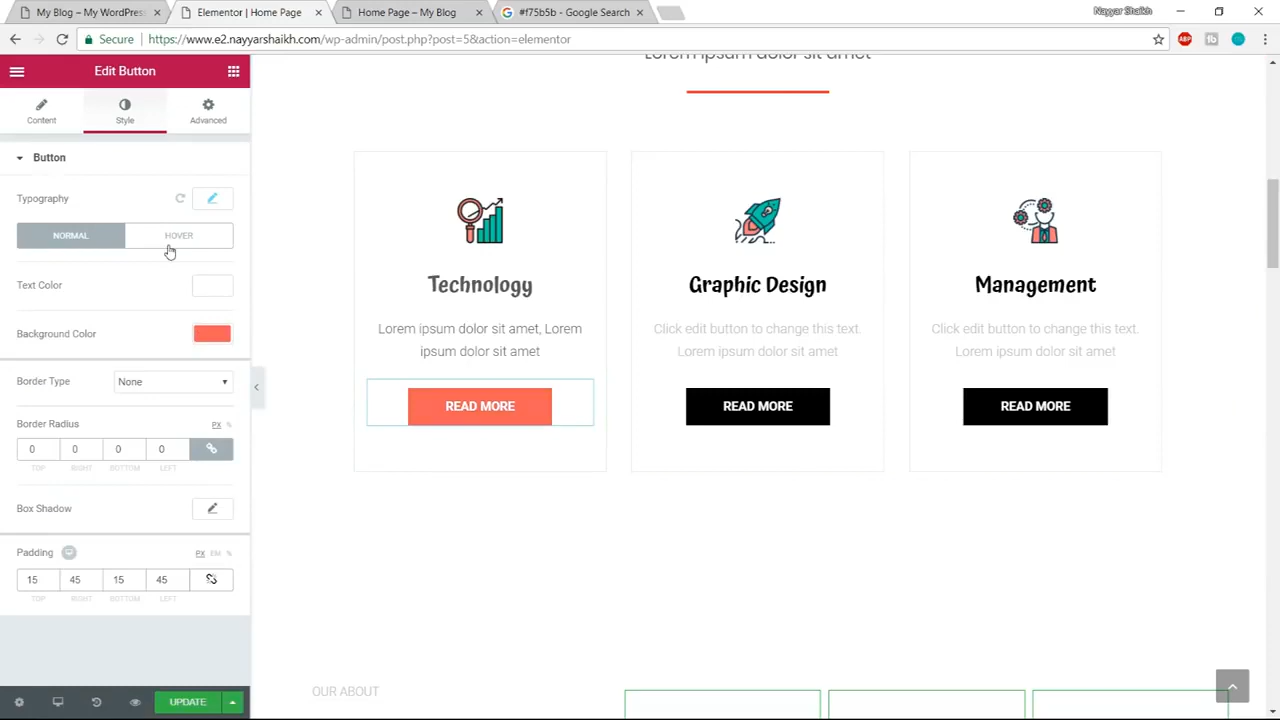 My Blog – My WordPress
Elementor | Home Page
Home Page – My Blog
#f75b5b - Google Search
Nayyar Shaikh
Secure
https://www.e2.nayyarshaikh.com/wp-admin/post.php?post=5&action=elementor
ABP
Edit Button
Content
Style
Advanced
Button
Typography
NORMAL
HOVER
Text Color
Background Color
Border Type
None
Border Radius
PX %
0 0 0 0
TOP RIGHT BOTTOM LEFT
Box Shadow
Padding
PX EM %
15 45 15 45
TOP RIGHT BOTTOM LEFT
UPDATE
Lorem ipsum dolor sit amet
Technology
Lorem ipsum dolor sit amet, Lorem
ipsum dolor sit amet
READ MORE
Graphic Design
Click edit button to change this text.
Lorem ipsum dolor sit amet
READ MORE
Management
Click edit button to change this text.
Lorem ipsum dolor sit amet
READ MORE
OUR ABOUT